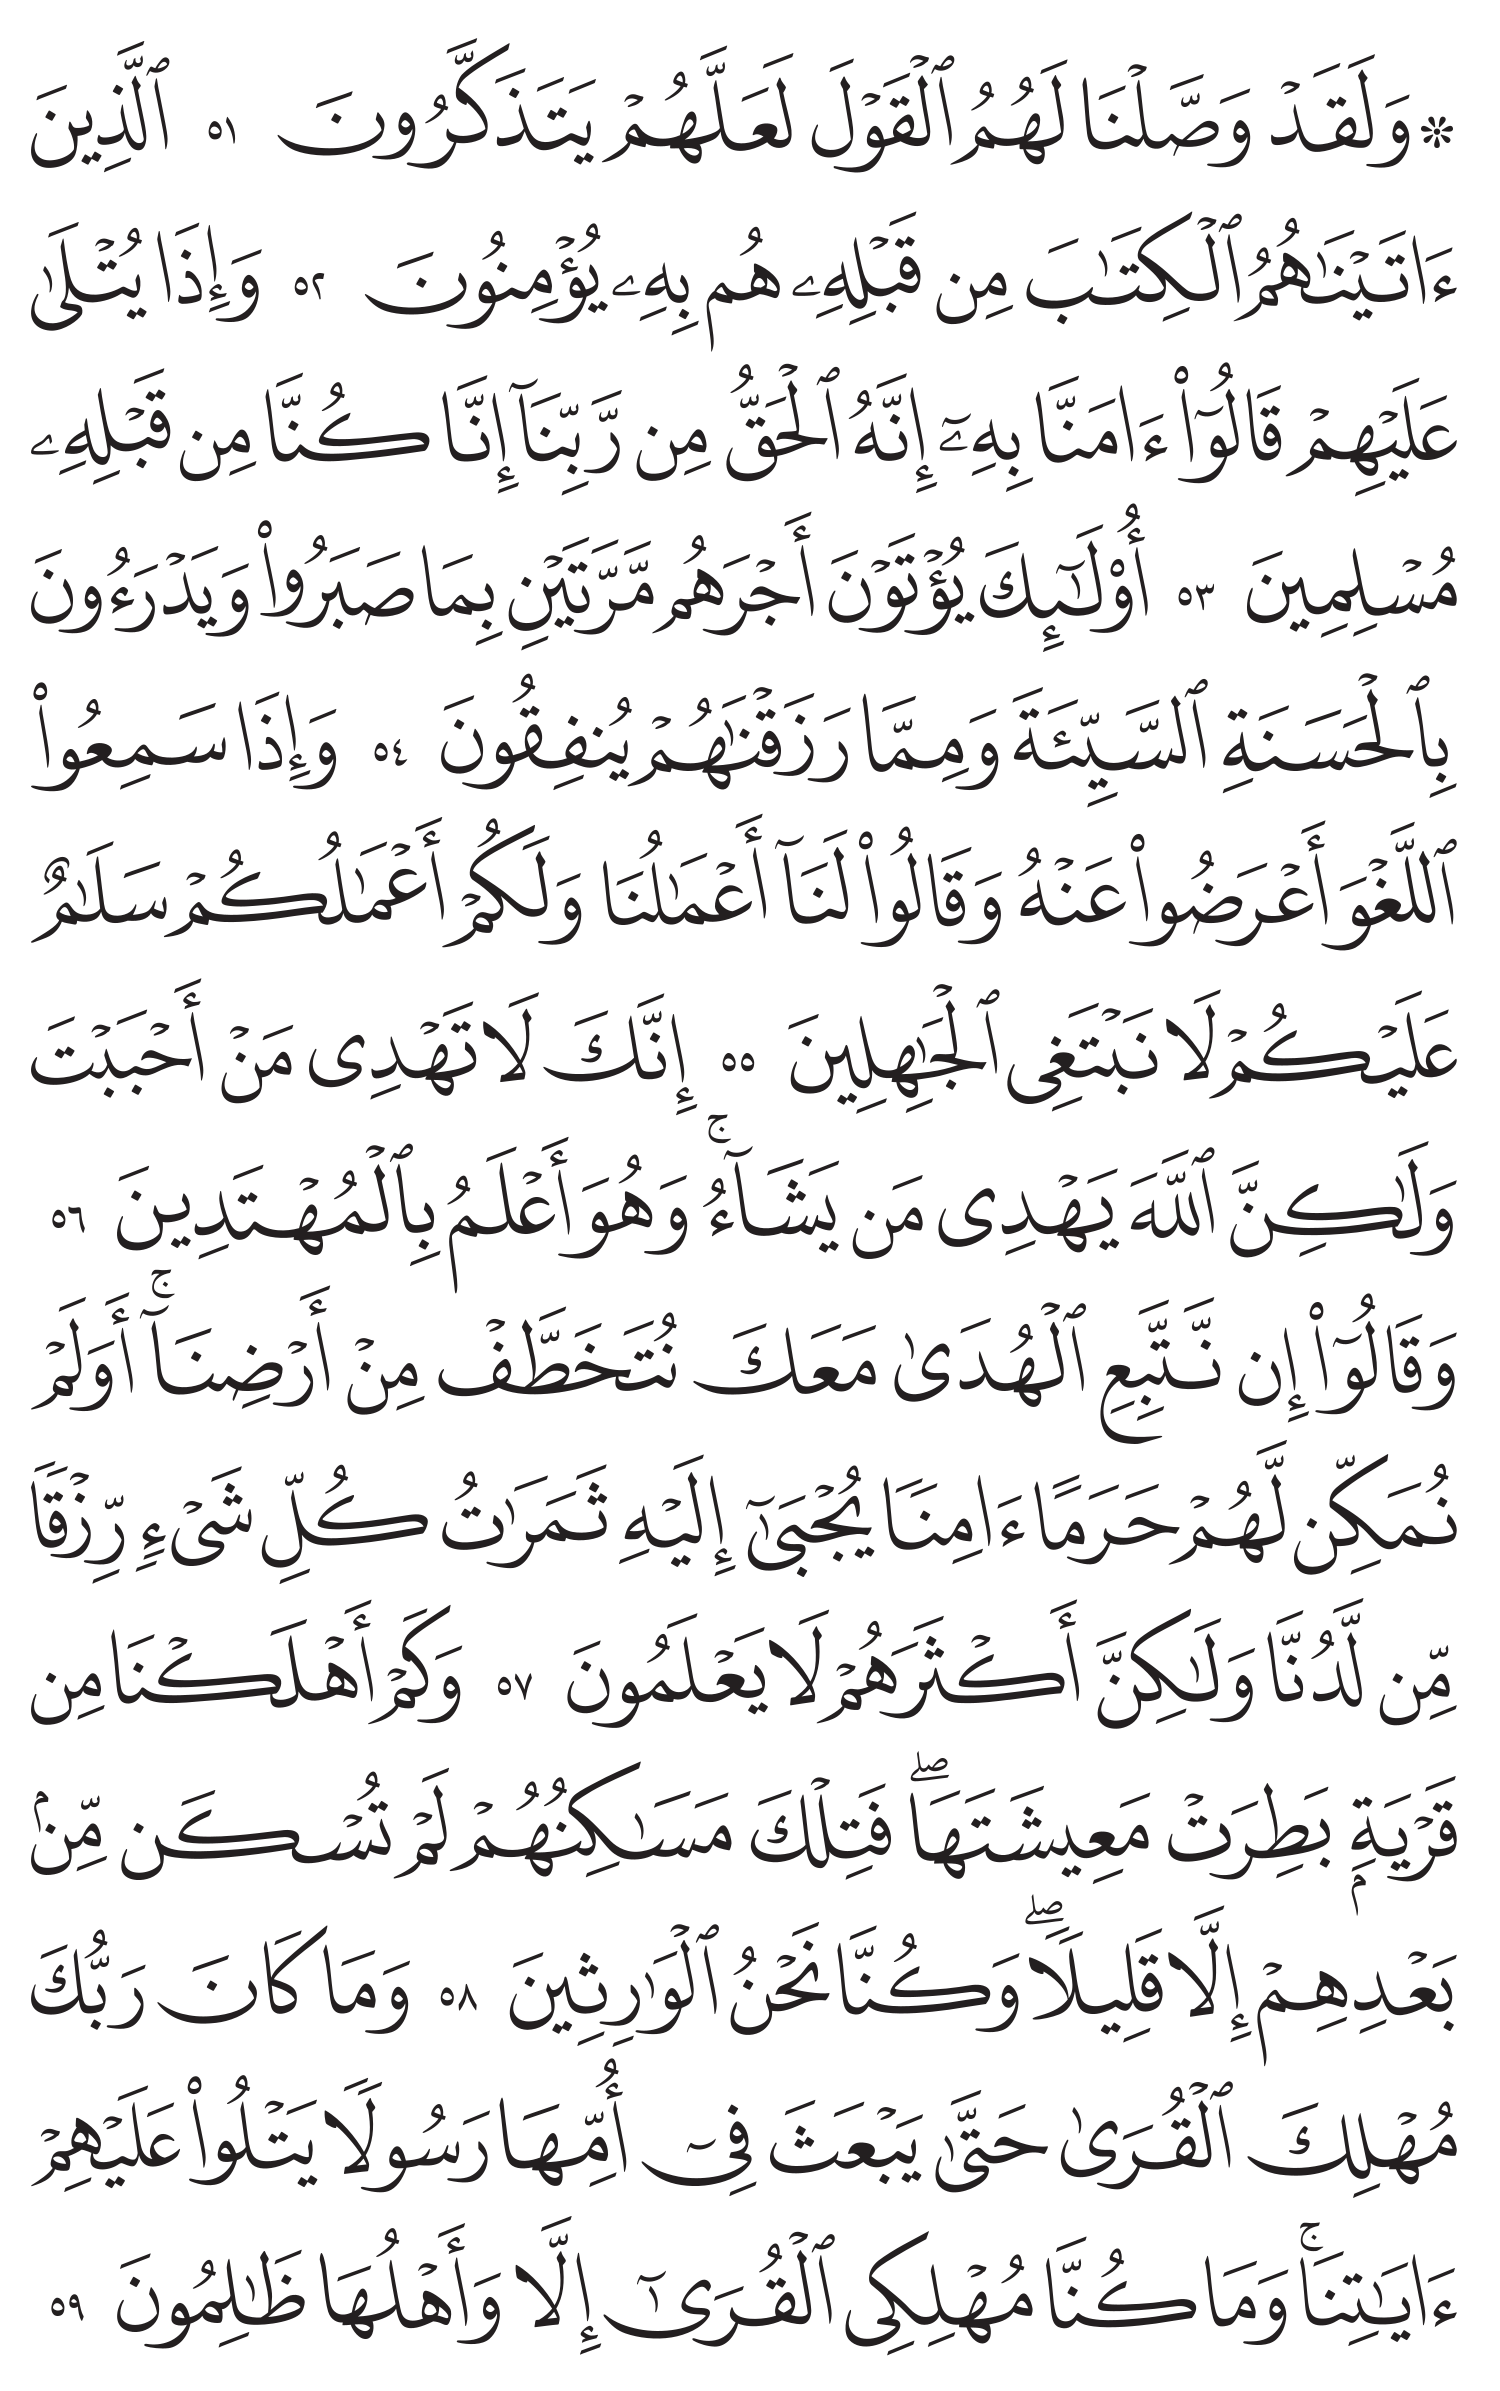 ۞ وَلَقَدۡ وَصَّلۡنَا لَهُمُ ٱلۡقَوۡلَ لَعَلَّهُمۡ يَتَذَكَّرُونَ ٥١ ٱلَّذِينَ
ءَاتَيۡنَٰهُمُ ٱلۡكِتَٰبَ مِن قَبۡلِهِۦ هُم بِهِۦ يُؤۡمِنُونَ ٥٢ وَإِذَا يُتۡلَىٰ
عَلَيۡهِمۡ قَالُوٓاْ ءَامَنَّا بِهِۦٓ إِنَّهُ ٱلۡحَقُّ مِن رَّبِّنَآ إِنَّا كُنَّا مِن قَبۡلِهِۦ
مُسۡلِمِينَ ٥٣ أُوْلَٰٓئِكَ يُؤۡتَوۡنَ أَجۡرَهُم مَّرَّتَيۡنِ بِمَا صَبَرُواْ وَيَدۡرَءُونَ
بِٱلۡحَسَنَةِ ٱلسَّيِّئَةَ وَمِمَّا رَزَقۡنَٰهُمۡ يُنفِقُونَ ٥٤ وَإِذَا سَمِعُواْ
ٱللَّغۡوَ أَعۡرَضُواْ عَنۡهُ وَقَالُواْ لَنَآ أَعۡمَٰلُنَا وَلَكُمۡ أَعۡمَٰلُكُمۡ سَلَٰمٌ
عَلَيۡكُمۡ لَا نَبۡتَغِي ٱلۡجَٰهِلِينَ ٥٥ إِنَّكَ لَا تَهۡدِي مَنۡ أَحۡبَبۡتَ
وَلَٰكِنَّ ٱللَّهَ يَهۡدِي مَن يَشَآءُۚ وَهُوَ أَعۡلَمُ بِٱلۡمُهۡتَدِينَ ٥٦
وَقَالُوٓاْ إِن نَّتَّبِعِ ٱلۡهُدَىٰ مَعَكَ نُتَخَطَّفۡ مِنۡ أَرۡضِنَآۚ أَوَلَمۡ
نُمَكِّن لَّهُمۡ حَرَمًا ءَامِنٗا يُجۡبَىٰٓ إِلَيۡهِ ثَمَرَٰتُ كُلِّ شَيۡءٖ رِّزۡقٗا
مِّن لَّدُنَّا وَلَٰكِنَّ أَكۡثَرَهُمۡ لَا يَعۡلَمُونَ ٥٧ وَكَمۡ أَهۡلَكۡنَا مِن
قَرۡيَةِۭ بَطِرَتۡ مَعِيشَتَهَاۖ فَتِلۡكَ مَسَٰكِنُهُمۡ لَمۡ تُسۡكَن مِّنۢ
بَعۡدِهِمۡ إِلَّا قَلِيلٗاۖ وَكُنَّا نَحۡنُ ٱلۡوَٰرِثِينَ ٥٨ وَمَا كَانَ رَبُّكَ
مُهۡلِكَ ٱلۡقُرَىٰ حَتَّىٰ يَبۡعَثَ فِيٓ أُمِّهَا رَسُولٗا يَتۡلُواْ عَلَيۡهِمۡ
ءَايَٰتِنَاۚ وَمَا كُنَّا مُهۡلِكِي ٱلۡقُرَىٰٓ إِلَّا وَأَهۡلُهَا ظَٰلِمُونَ ٥٩